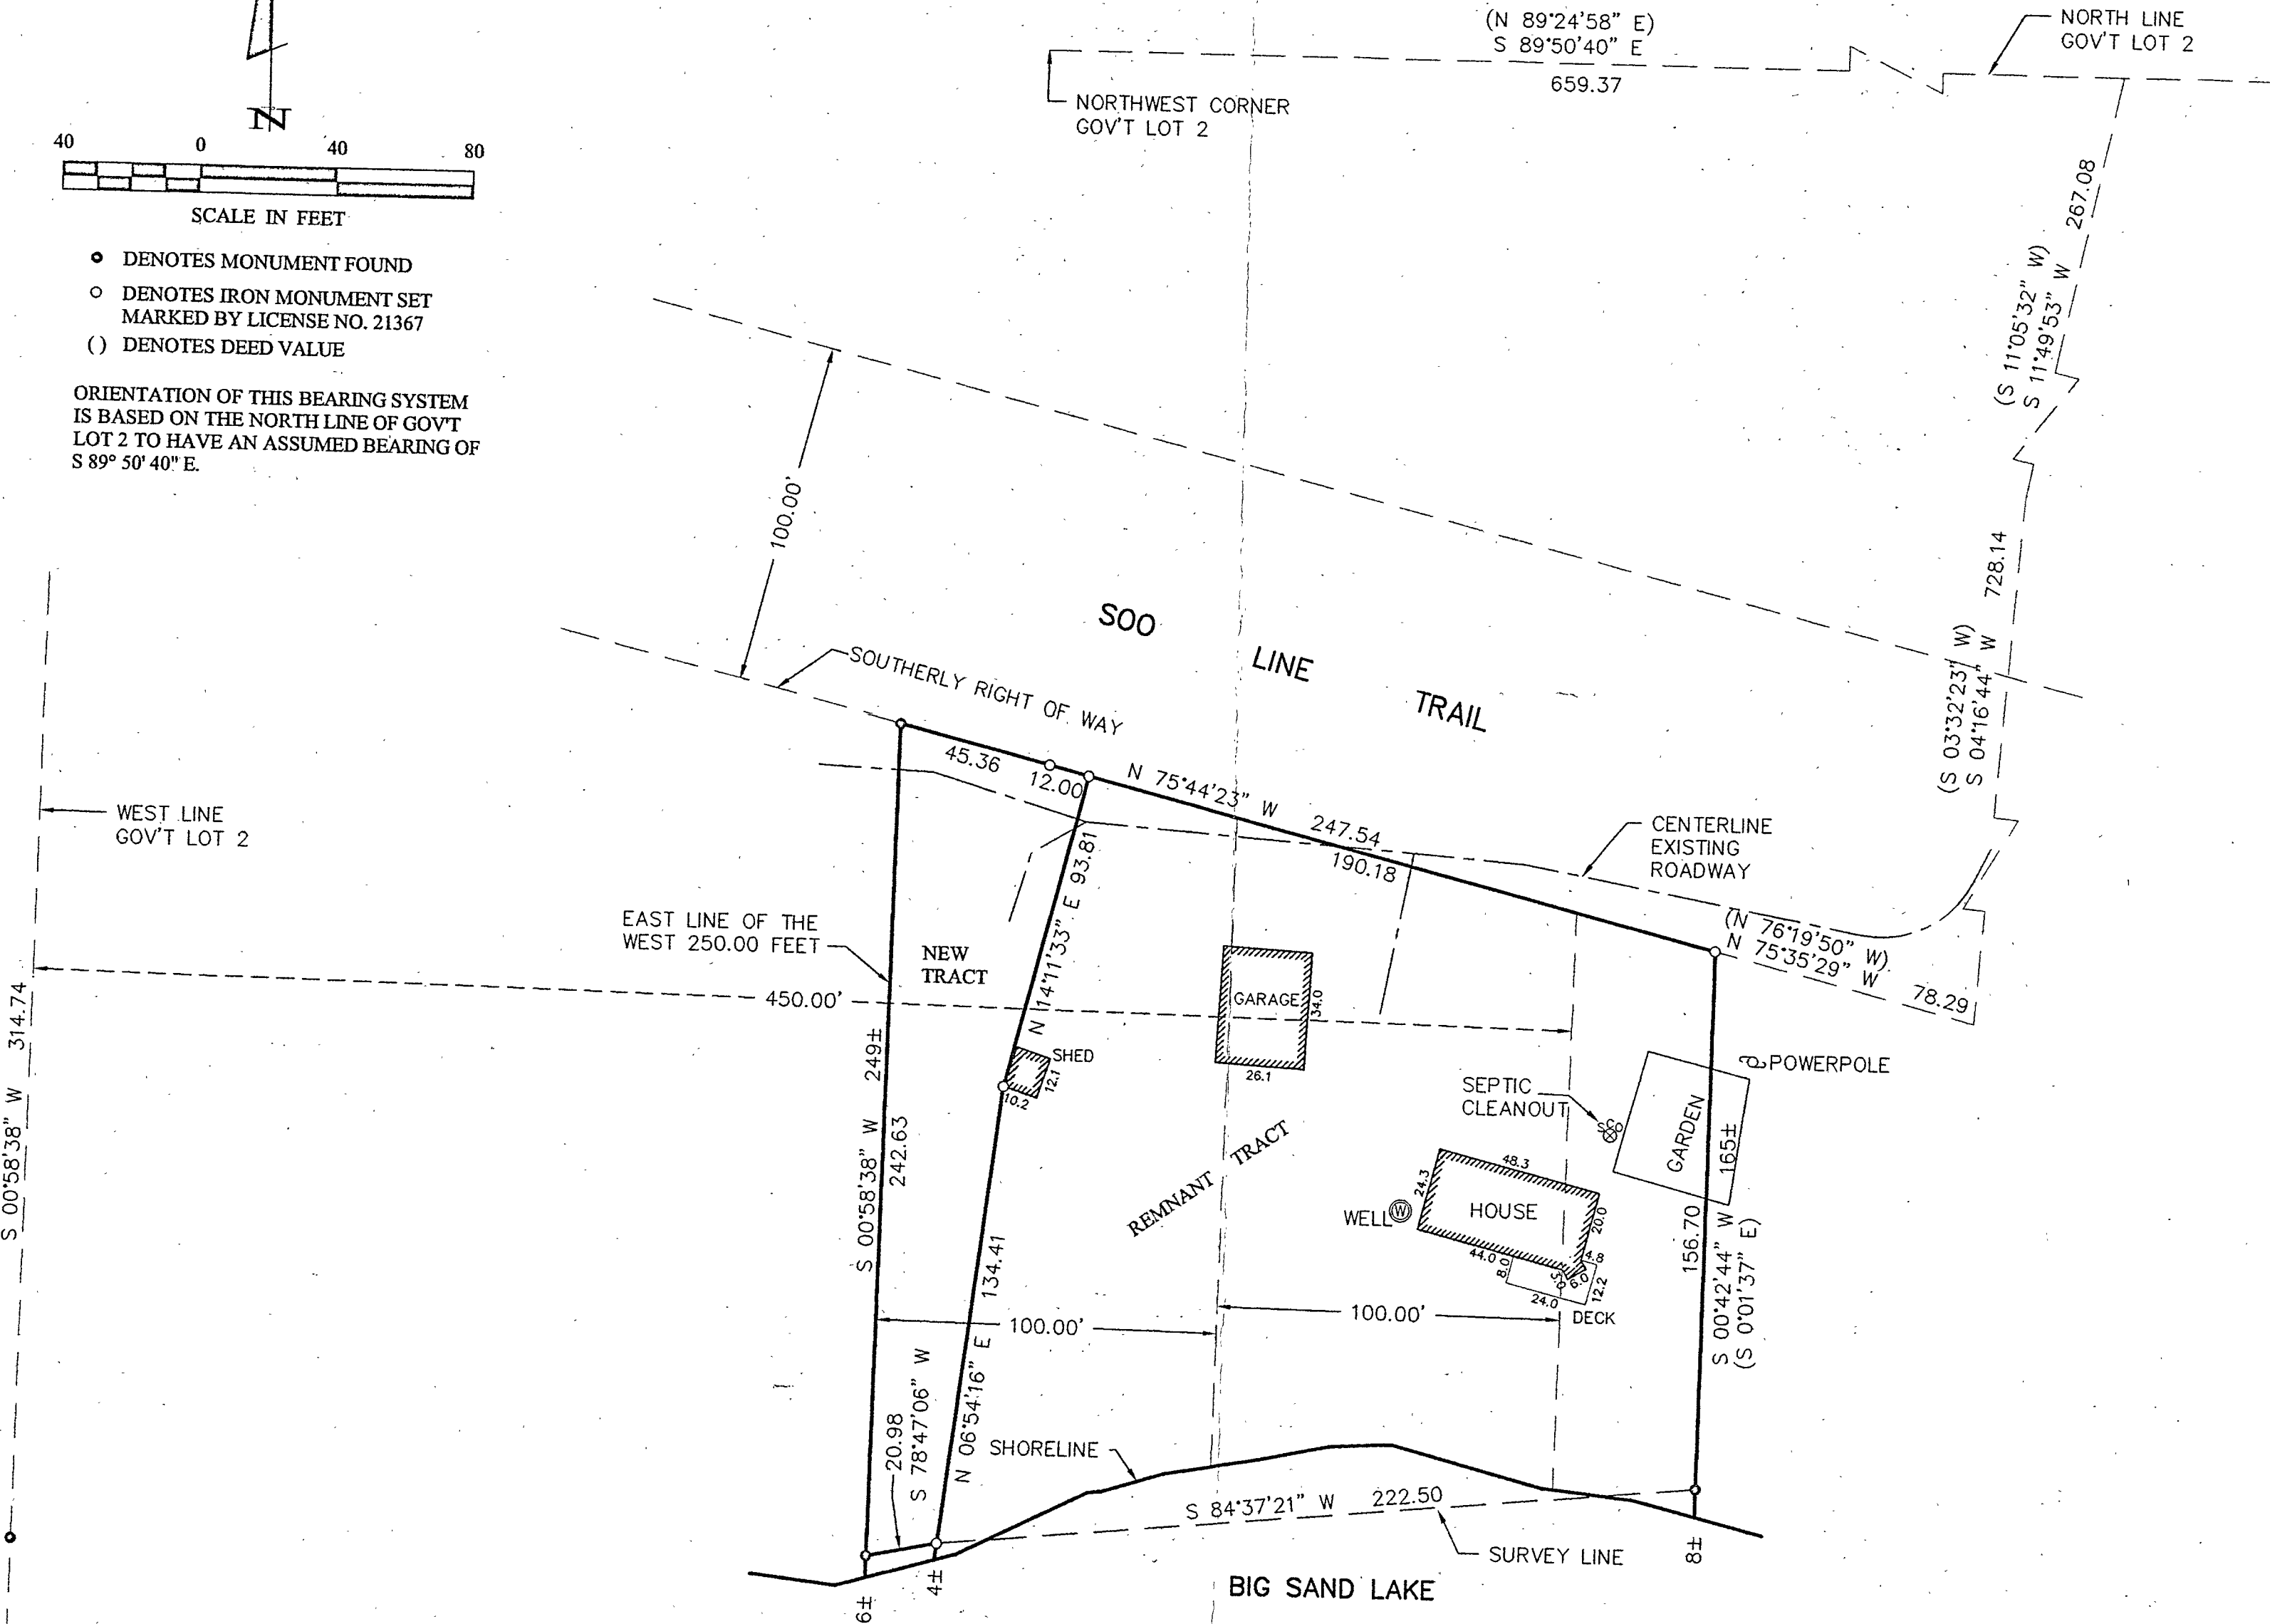 (N 89°24'58" E)
S 89°50'40" E
659.37
NORTH LINE
GOV'T LOT 2
NORTHWEST CORNER
GOV'T LOT 2
N
40 0 40 80
SCALE IN FEET
DENOTES MONUMENT FOUND
DENOTES IRON MONUMENT SET
MARKED BY LICENSE NO. 21367
( ) DENOTES DEED VALUE
ORIENTATION OF THIS BEARING SYSTEM
IS BASED ON THE NORTH LINE OF GOV'T
LOT 2 TO HAVE AN ASSUMED BEARING OF
S 89° 50' 40" E.
267.08
(S 11°05'32" W)
S 11°49'53" W
728.14
(S 03°32'23" W)
S 04°16'44" W
100.00'
SOO LINE TRAIL
SOUTHERLY RIGHT OF WAY
45.36
12.00
N 75°44'23" W
247.54
190.18
CENTERLINE
EXISTING
ROADWAY
(N 76°19'50" W)
N 75°35'29" W
78.29
WEST LINE
GOV'T LOT 2
S 00°58'38" W 314.74
EAST LINE OF THE
WEST 250.00 FEET
NEW
TRACT
N 14°11'33" E 93.81
450.00'
GARAGE
34.0
26.1
SHED
12.1
10.2
249±
S 00°58'38" W
242.63
POWERPOLE
SEPTIC
CLEANOUT
SCO
GARDEN
165±
REMNANT TRACT
WELL
W
HOUSE
48.3
24.3
20.0
44.0
4.8
8.0
5.0
6.0
12.2
24.0
DECK
156.70
S 00°42'44" W
(S 0°01'37" E)
134.41
N 06°54'16" E
100.00'
100.00'
20.98
S 78°47'06" W
SHORELINE
S 84°37'21" W 222.50
SURVEY LINE
BIG SAND LAKE
6±
4±
8±